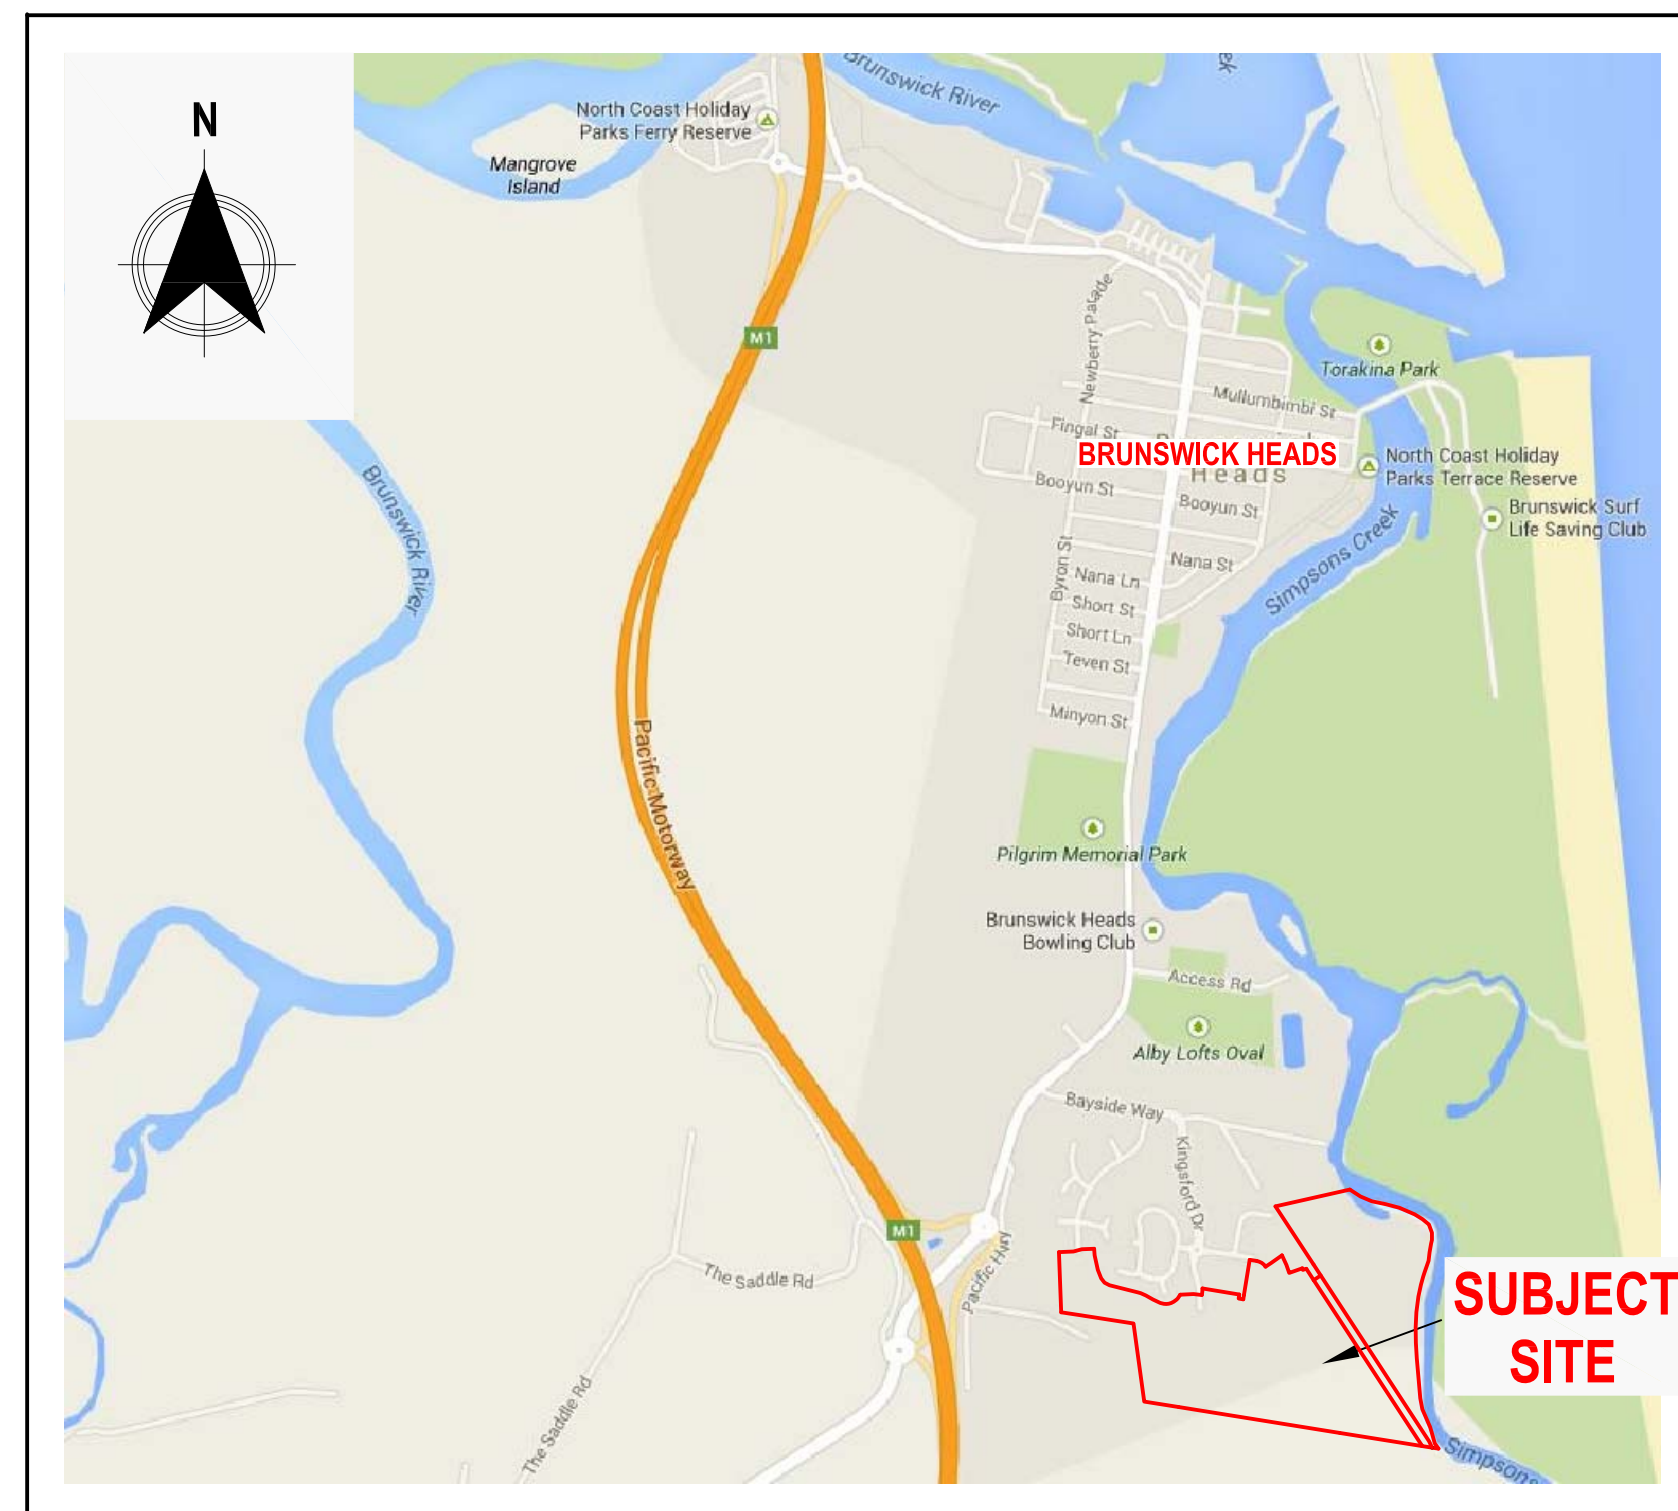 N
Brunswick River
ek
North Coast Holiday
Parks Ferry Reserve
Mangrove
Island
M1
Newberry Parade
Torakina Park
Mullumbimbi St
Fingal St
BRUNSWICK HEADS
Heads
North Coast Holiday
Parks Terrace Reserve
Booyun St
Booyun St
Brunswick Surf
Life Saving Club
Brunswick River
Simpsons Creek
Byron St
Nana St
Nana Ln
Short St
Short Ln
Teven St
Minyon St
Pacific Motorway
Pilgrim Memorial Park
Brunswick Heads
Bowling Club
Access Rd
Alby Lofts Oval
Bayside Way
Kingsford Dr
M1
Pacific Hwy
The Saddle Rd
SUBJECT
SITE
The Saddle Rd
Simpsons